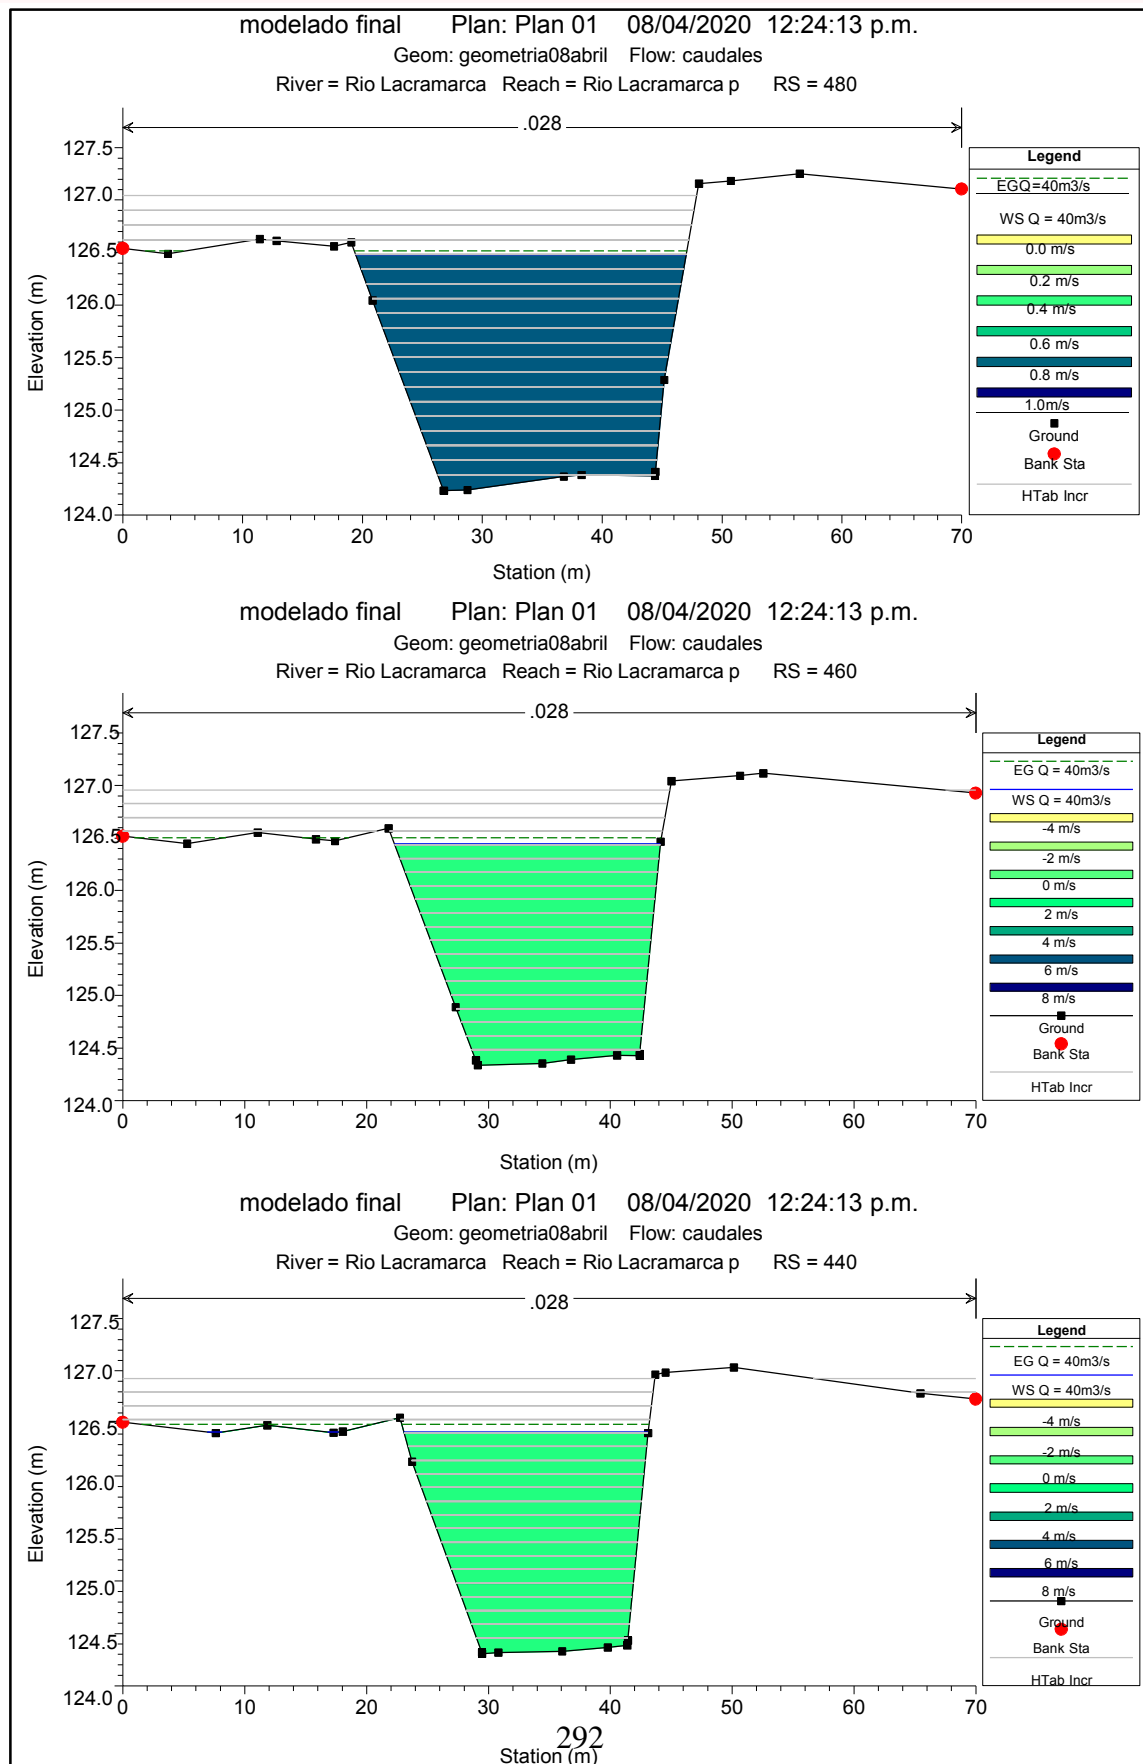 modelado final Plan: Plan 01 08/04/2020 12:24:13 p.m.
Geom: geometria08abril Flow: caudales
River = Rio Lacramarca Reach = Rio Lacramarca p RS = 480
.028
127.5
127.0
126.5
126.0
125.5
125.0
124.5
124.0
Elevation (m)
0 10 20 30 40 50 60 70
Station (m)
Legend
EGQ=40m3/s
WS Q = 40m3/s
0.0 m/s
0.2 m/s
0.4 m/s
0.6 m/s
0.8 m/s
1.0m/s
Ground
Bank Sta
HTab Incr
modelado final Plan: Plan 01 08/04/2020 12:24:13 p.m.
Geom: geometria08abril Flow: caudales
River = Rio Lacramarca Reach = Rio Lacramarca p RS = 460
.028
127.5
127.0
126.5
126.0
125.5
125.0
124.5
124.0
Elevation (m)
0 10 20 30 40 50 60 70
Station (m)
Legend
EG Q = 40m3/s
WS Q = 40m3/s
-4 m/s
-2 m/s
0 m/s
2 m/s
4 m/s
6 m/s
8 m/s
Ground
Bank Sta
HTab Incr
modelado final Plan: Plan 01 08/04/2020 12:24:13 p.m.
Geom: geometria08abril Flow: caudales
River = Rio Lacramarca Reach = Rio Lacramarca p RS = 440
.028
127.5
127.0
126.5
126.0
125.5
125.0
124.5
124.0
Elevation (m)
0 10 20 30 40 50 60 70
Station (m)
Legend
EG Q = 40m3/s
WS Q = 40m3/s
-4 m/s
-2 m/s
0 m/s
2 m/s
4 m/s
6 m/s
8 m/s
Ground
Bank Sta
HTab Incr
292